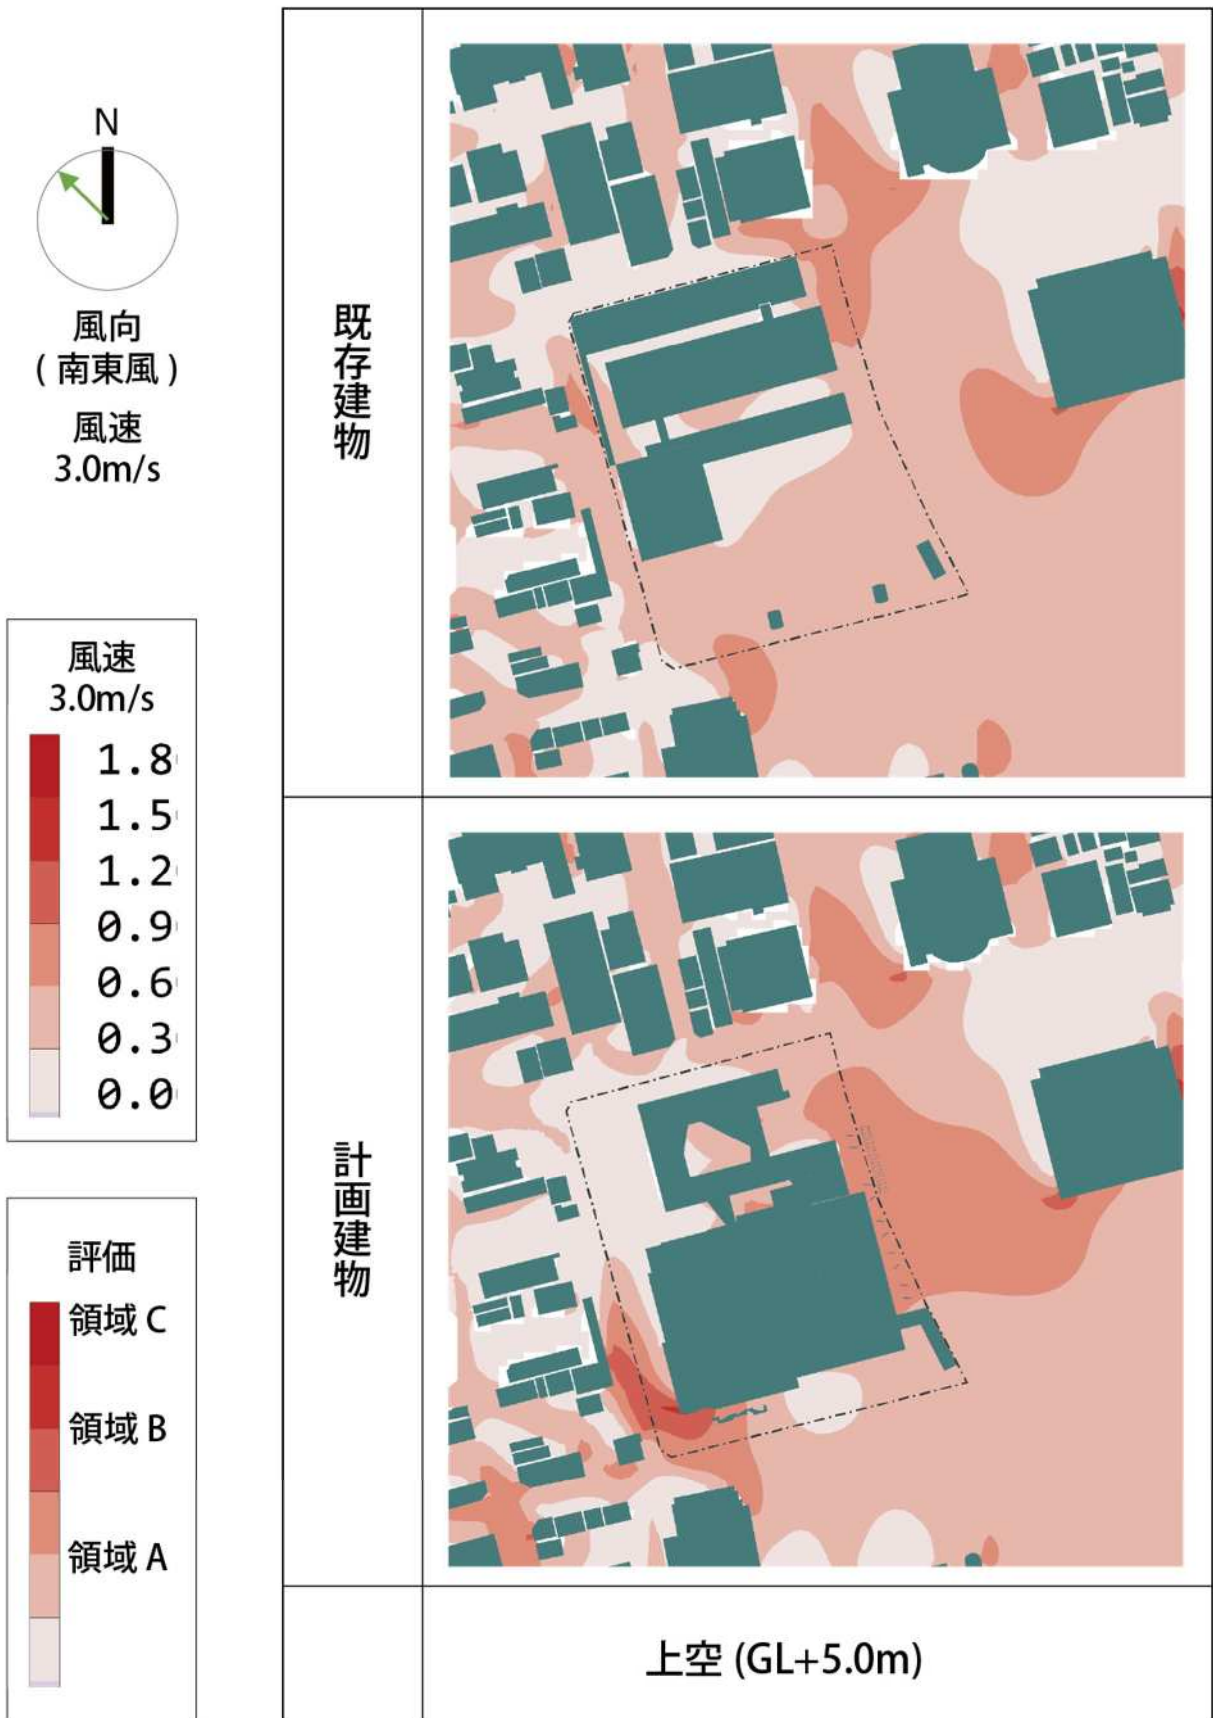 N
風向
(南東風)
風速
3.0m/s
風速
3.0m/s
1.8
1.5
1.2
0.9
0.6
0.3
0.0
評価
領域 C
領域 B
領域 A
既存建物
計画建物
上空 (GL+5.0m)